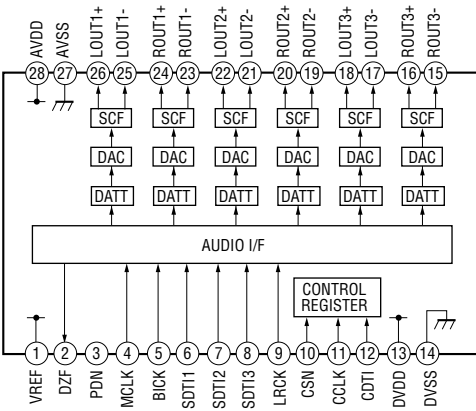 AVDD AVSS LOUT1+ LOUT1- ROUT1+ ROUT1- LOUT2+ LOUT2- ROUT2+ ROUT2- LOUT3+ LOUT3- ROUT3+ ROUT3-
28 27 26 25 24 23 22 21 20 19 18 17 16 15
SCF SCF SCF SCF SCF SCF
DAC DAC DAC DAC DAC DAC
DATT DATT DATT DATT DATT DATT
AUDIO I/F
CONTROL
REGISTER
1 2 3 4 5 6 7 8 9 10 11 12 13 14
VREF DZF PDN MCLK BICK SDTI1 SDTI2 SDTI3 LRCK CSN CCLK CDTI DVDD DVSS